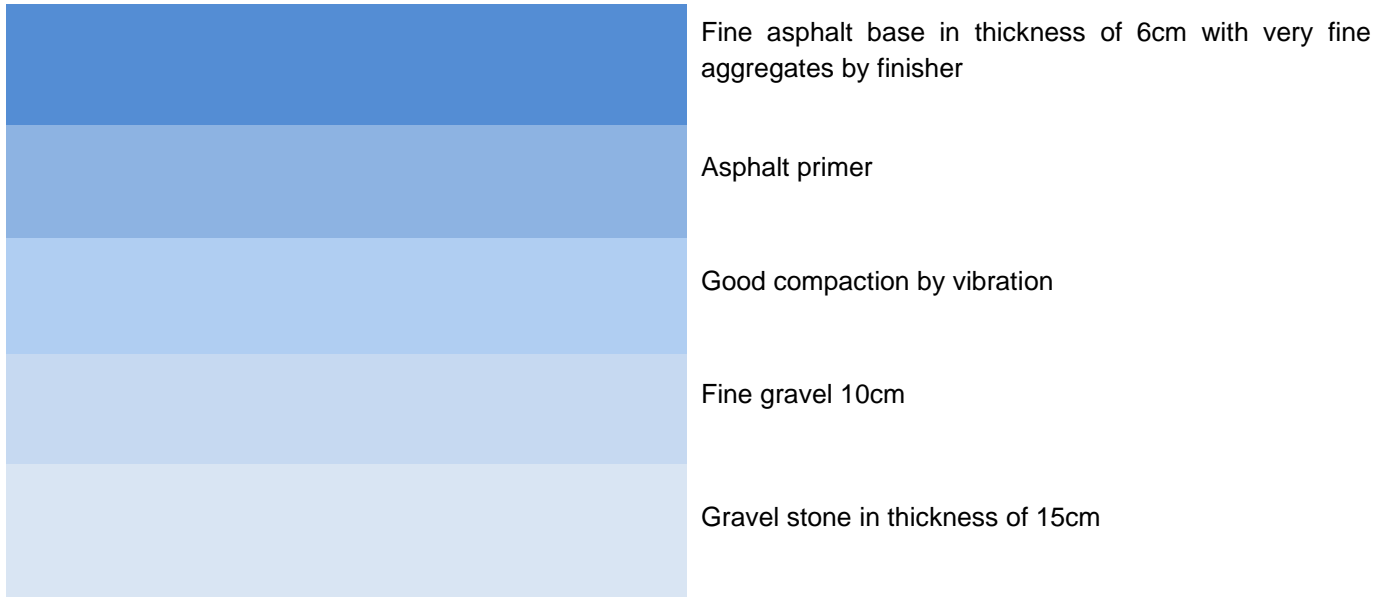 Fine asphalt base in thickness of 6cm with very fine
aggregates by finisher
Asphalt primer
Good compaction by vibration
Fine gravel 10cm
Gravel stone in thickness of 15cm